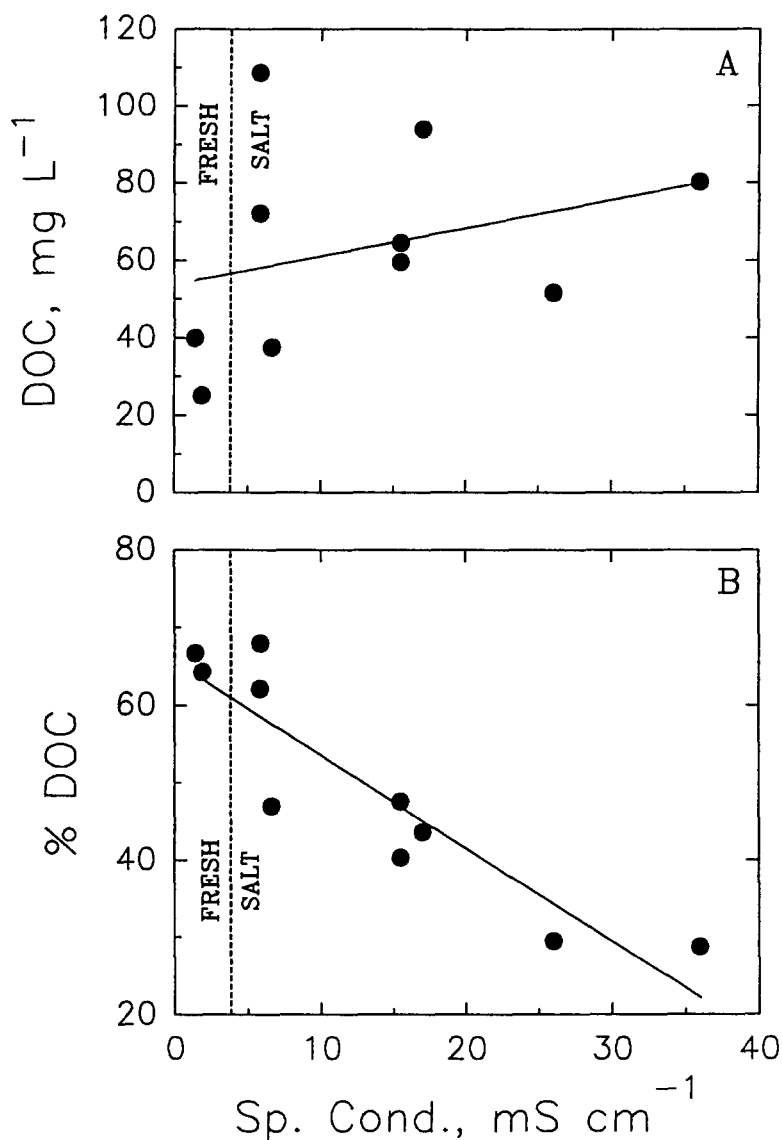 A
120
100
80
60
40
20
0
DOC, mg L⁻¹
FRESH
SALT
B
80
60
40
20
% DOC
FRESH
SALT
0 10 20 30 40
Sp. Cond., mS cm⁻¹